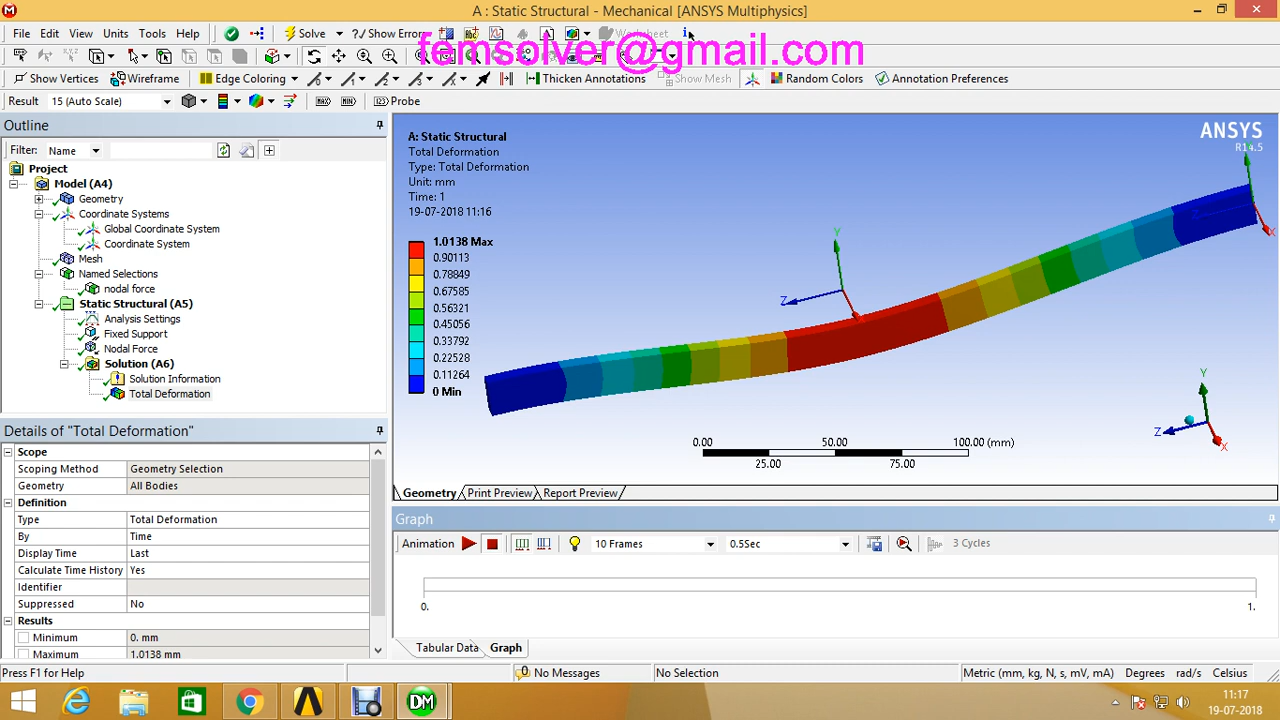 A : Static Structural - Mechanical [ANSYS Multiphysics]
File Edit View Units Tools Help Solve ? Show Errors Worksheet
femsolver@gmail.com
Show Vertices Wireframe Edge Coloring Thicken Annotations Show Mesh Random Colors Annotation Preferences
Result 15 (Auto Scale) Probe
Outline
Filter: Name
Project
Model (A4)
Geometry
Coordinate Systems
Global Coordinate System
Coordinate System
Mesh
Named Selections
nodal force
Static Structural (A5)
Analysis Settings
Fixed Support
Nodal Force
Solution (A6)
Solution Information
Total Deformation
Details of "Total Deformation"
Scope
Scoping Method Geometry Selection
Geometry All Bodies
Definition
Type Total Deformation
By Time
Display Time Last
Calculate Time History Yes
Identifier
Suppressed No
Results
Minimum 0. mm
Maximum 1.0138 mm
A: Static Structural
Total Deformation
Type: Total Deformation
Unit: mm
Time: 1
19-07-2018 11:16
1.0138 Max
0.90113
0.78849
0.67585
0.56321
0.45056
0.33792
0.22528
0.11264
0 Min
ANSYS
R14.5
Y
Z
Z
X
Y
Z
X
0.00 50.00 100.00 (mm)
25.00 75.00
Geometry Print Preview Report Preview
Graph
Animation 10 Frames 0.5Sec 3 Cycles
0. 1.
Tabular Data Graph
Press F1 for Help 0 No Messages No Selection Metric (mm, kg, N, s, mV, mA) Degrees rad/s Celsius
DM
11:17
19-07-2018